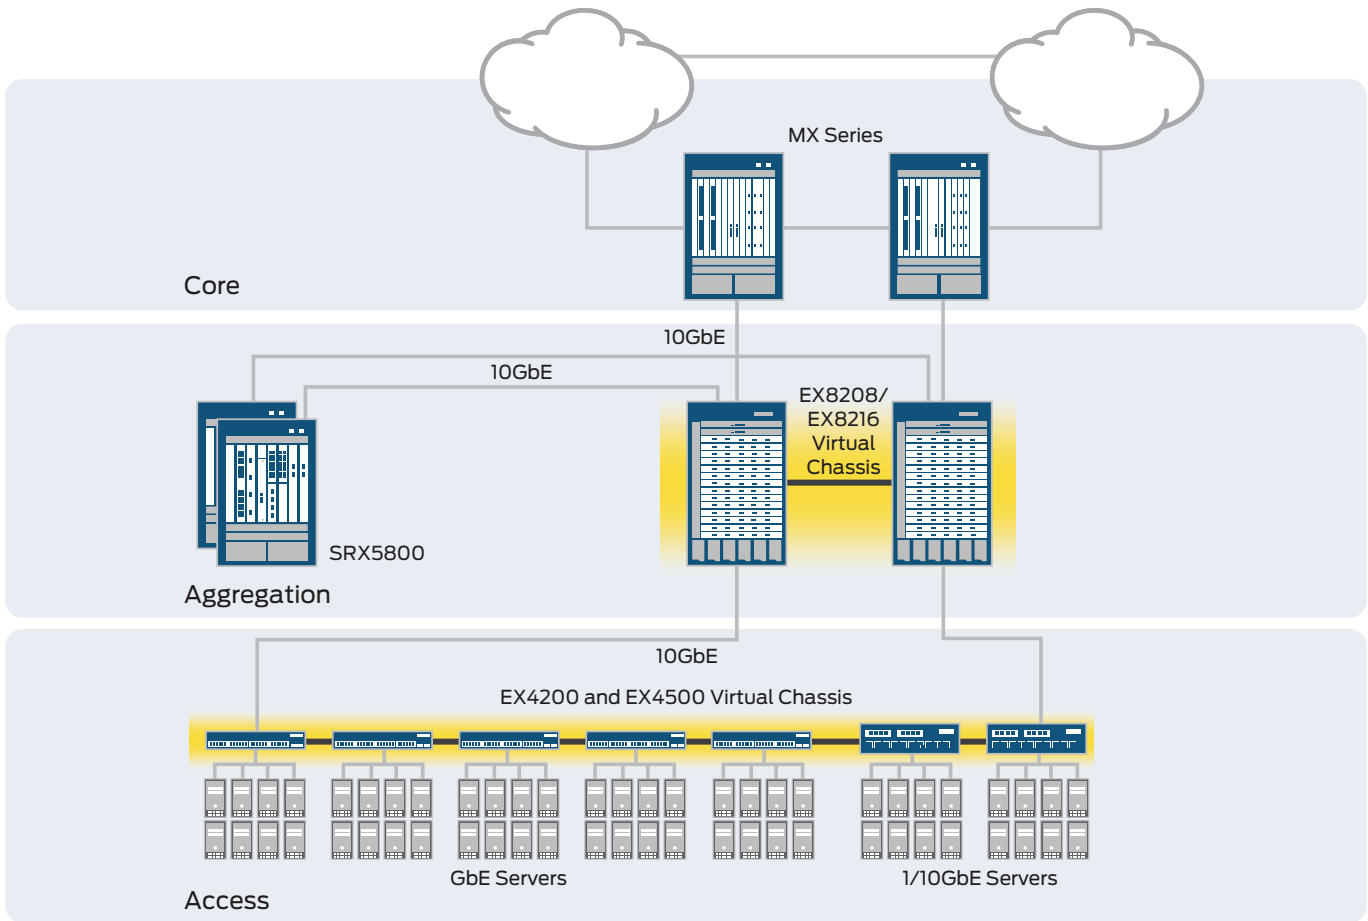 MX Series
Core
10GbE
10GbE
EX8208/
EX8216
Virtual
Chassis
SRX5800
Aggregation
10GbE
EX4200 and EX4500 Virtual Chassis
GbE Servers
1/10GbE Servers
Access